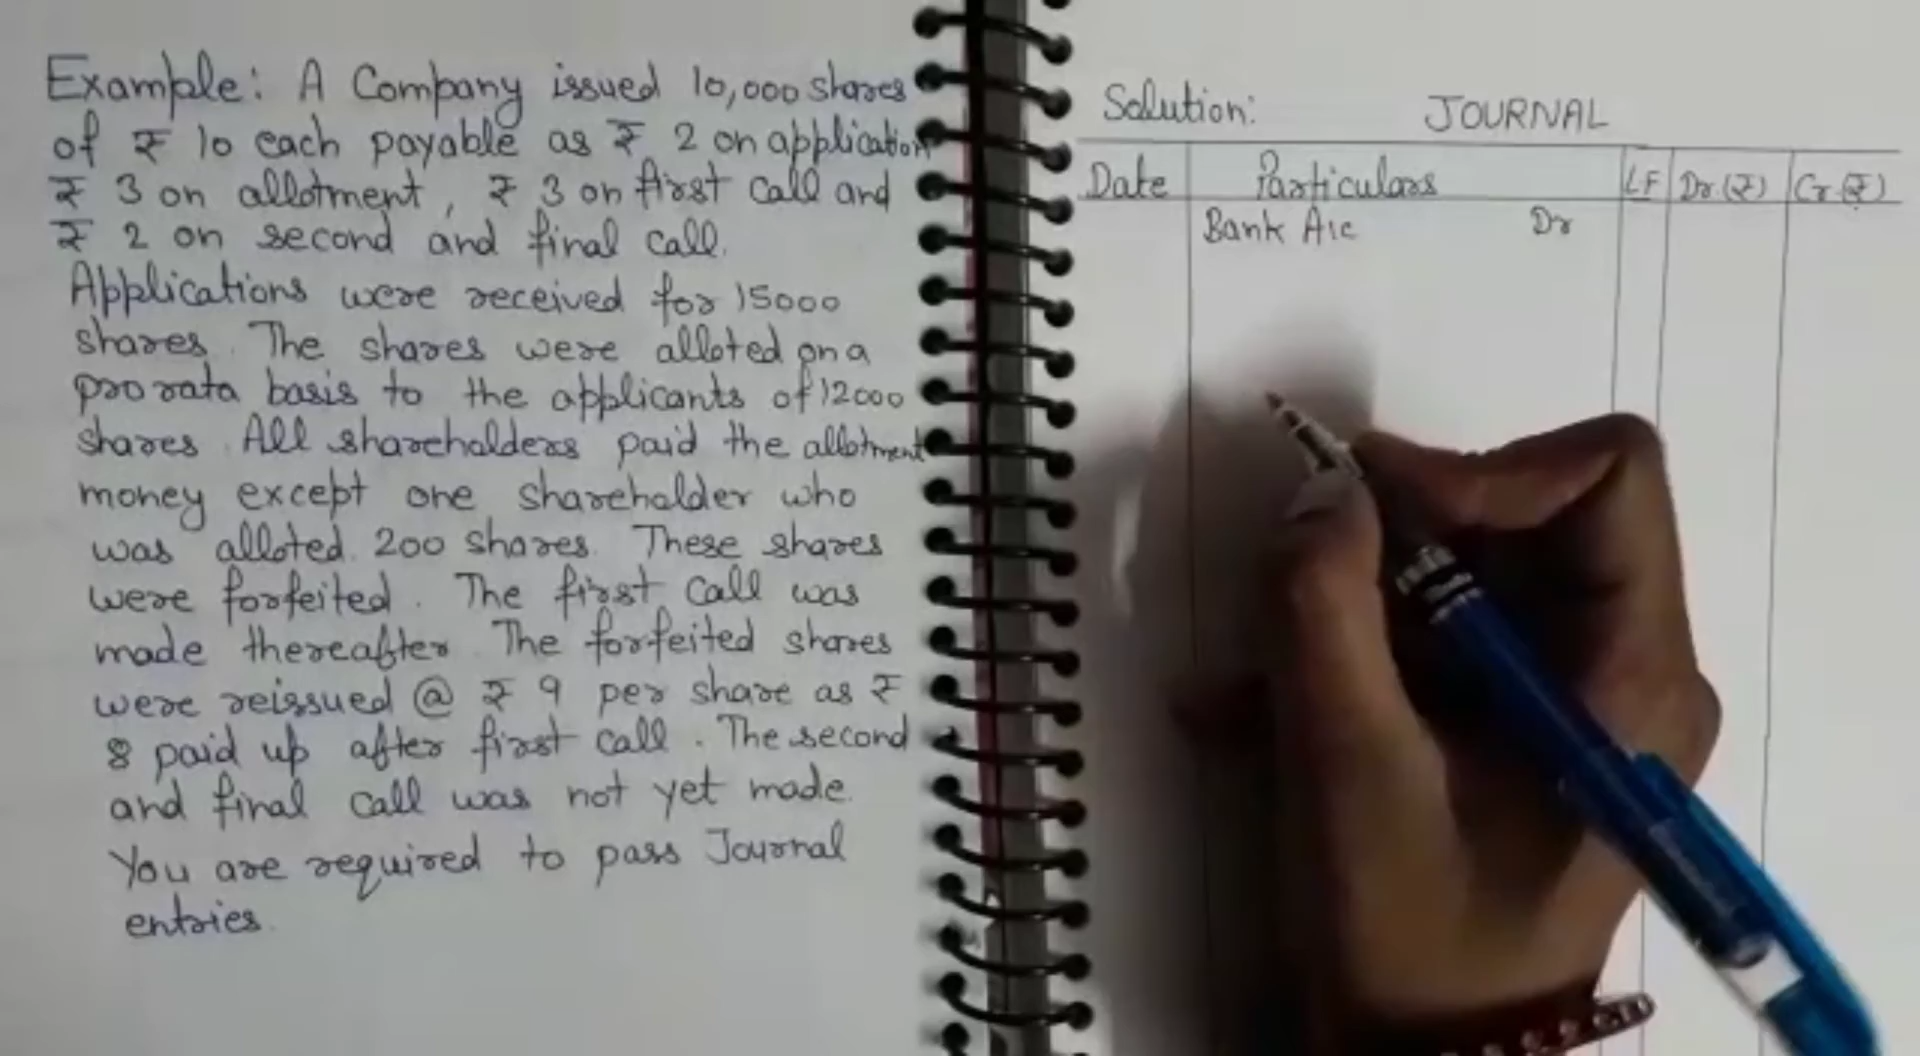 Example: A Company issued 10,000 shares
of ₹ 10 each payable as ₹ 2 on application
₹ 3 on allotment, ₹ 3 on first call and
₹ 2 on second and final call.
Applications were received for 15000
shares. The shares were alloted on a
pro rata basis to the applicants of 12000
shares. All shareholders paid the allotment
money except one shareholder who
was alloted 200 shares. These shares
were forfeited. The first call was
made thereafter. The forfeited shares
were reissued @ ₹ 9 per share as ₹
8 paid up after first call. The second
and final call was not yet made.
You are required to pass Journal
entries.
Solution: JOURNAL
Date Particulars LF Dr.(₹) Cr.(₹)
Bank A/c Dr